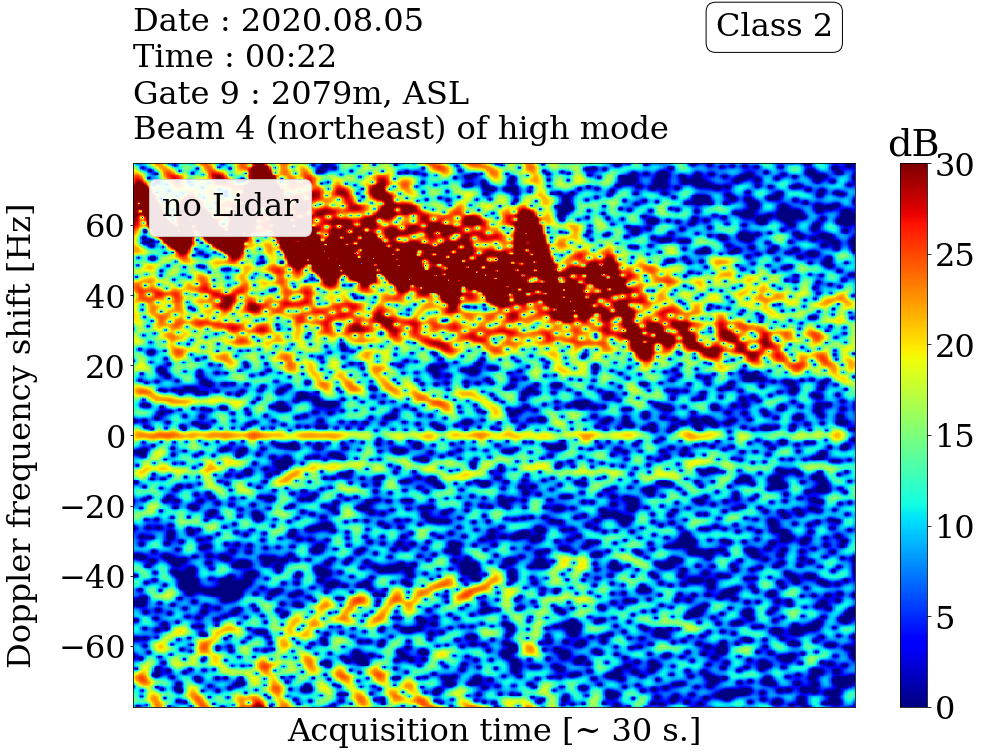 Date : 2020.08.05
Time : 00:22
Gate 9 : 2079m, ASL
Beam 4 (northeast) of high mode
Class 2
dB
no Lidar
Doppler frequency shift [Hz]
60
40
20
0
−20
−40
−60
30
25
20
15
10
5
0
Acquisition time [~ 30 s.]